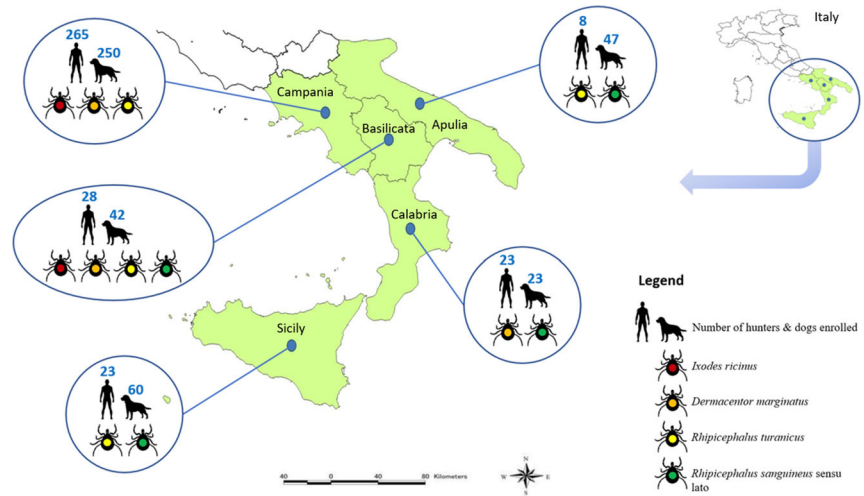 265
250
Campania
8
47
Italy
Basilicata
Apulia
28
42
Calabria
23
23
Sicily
23
60
Legend
Number of hunters & dogs enrolled
Ixodes ricinus
Dermacentor marginatus
Rhipicephalus turanicus
Rhipicephalus sanguineus sensu
lato
40 0 40 80 Kilometers
N
W E
S